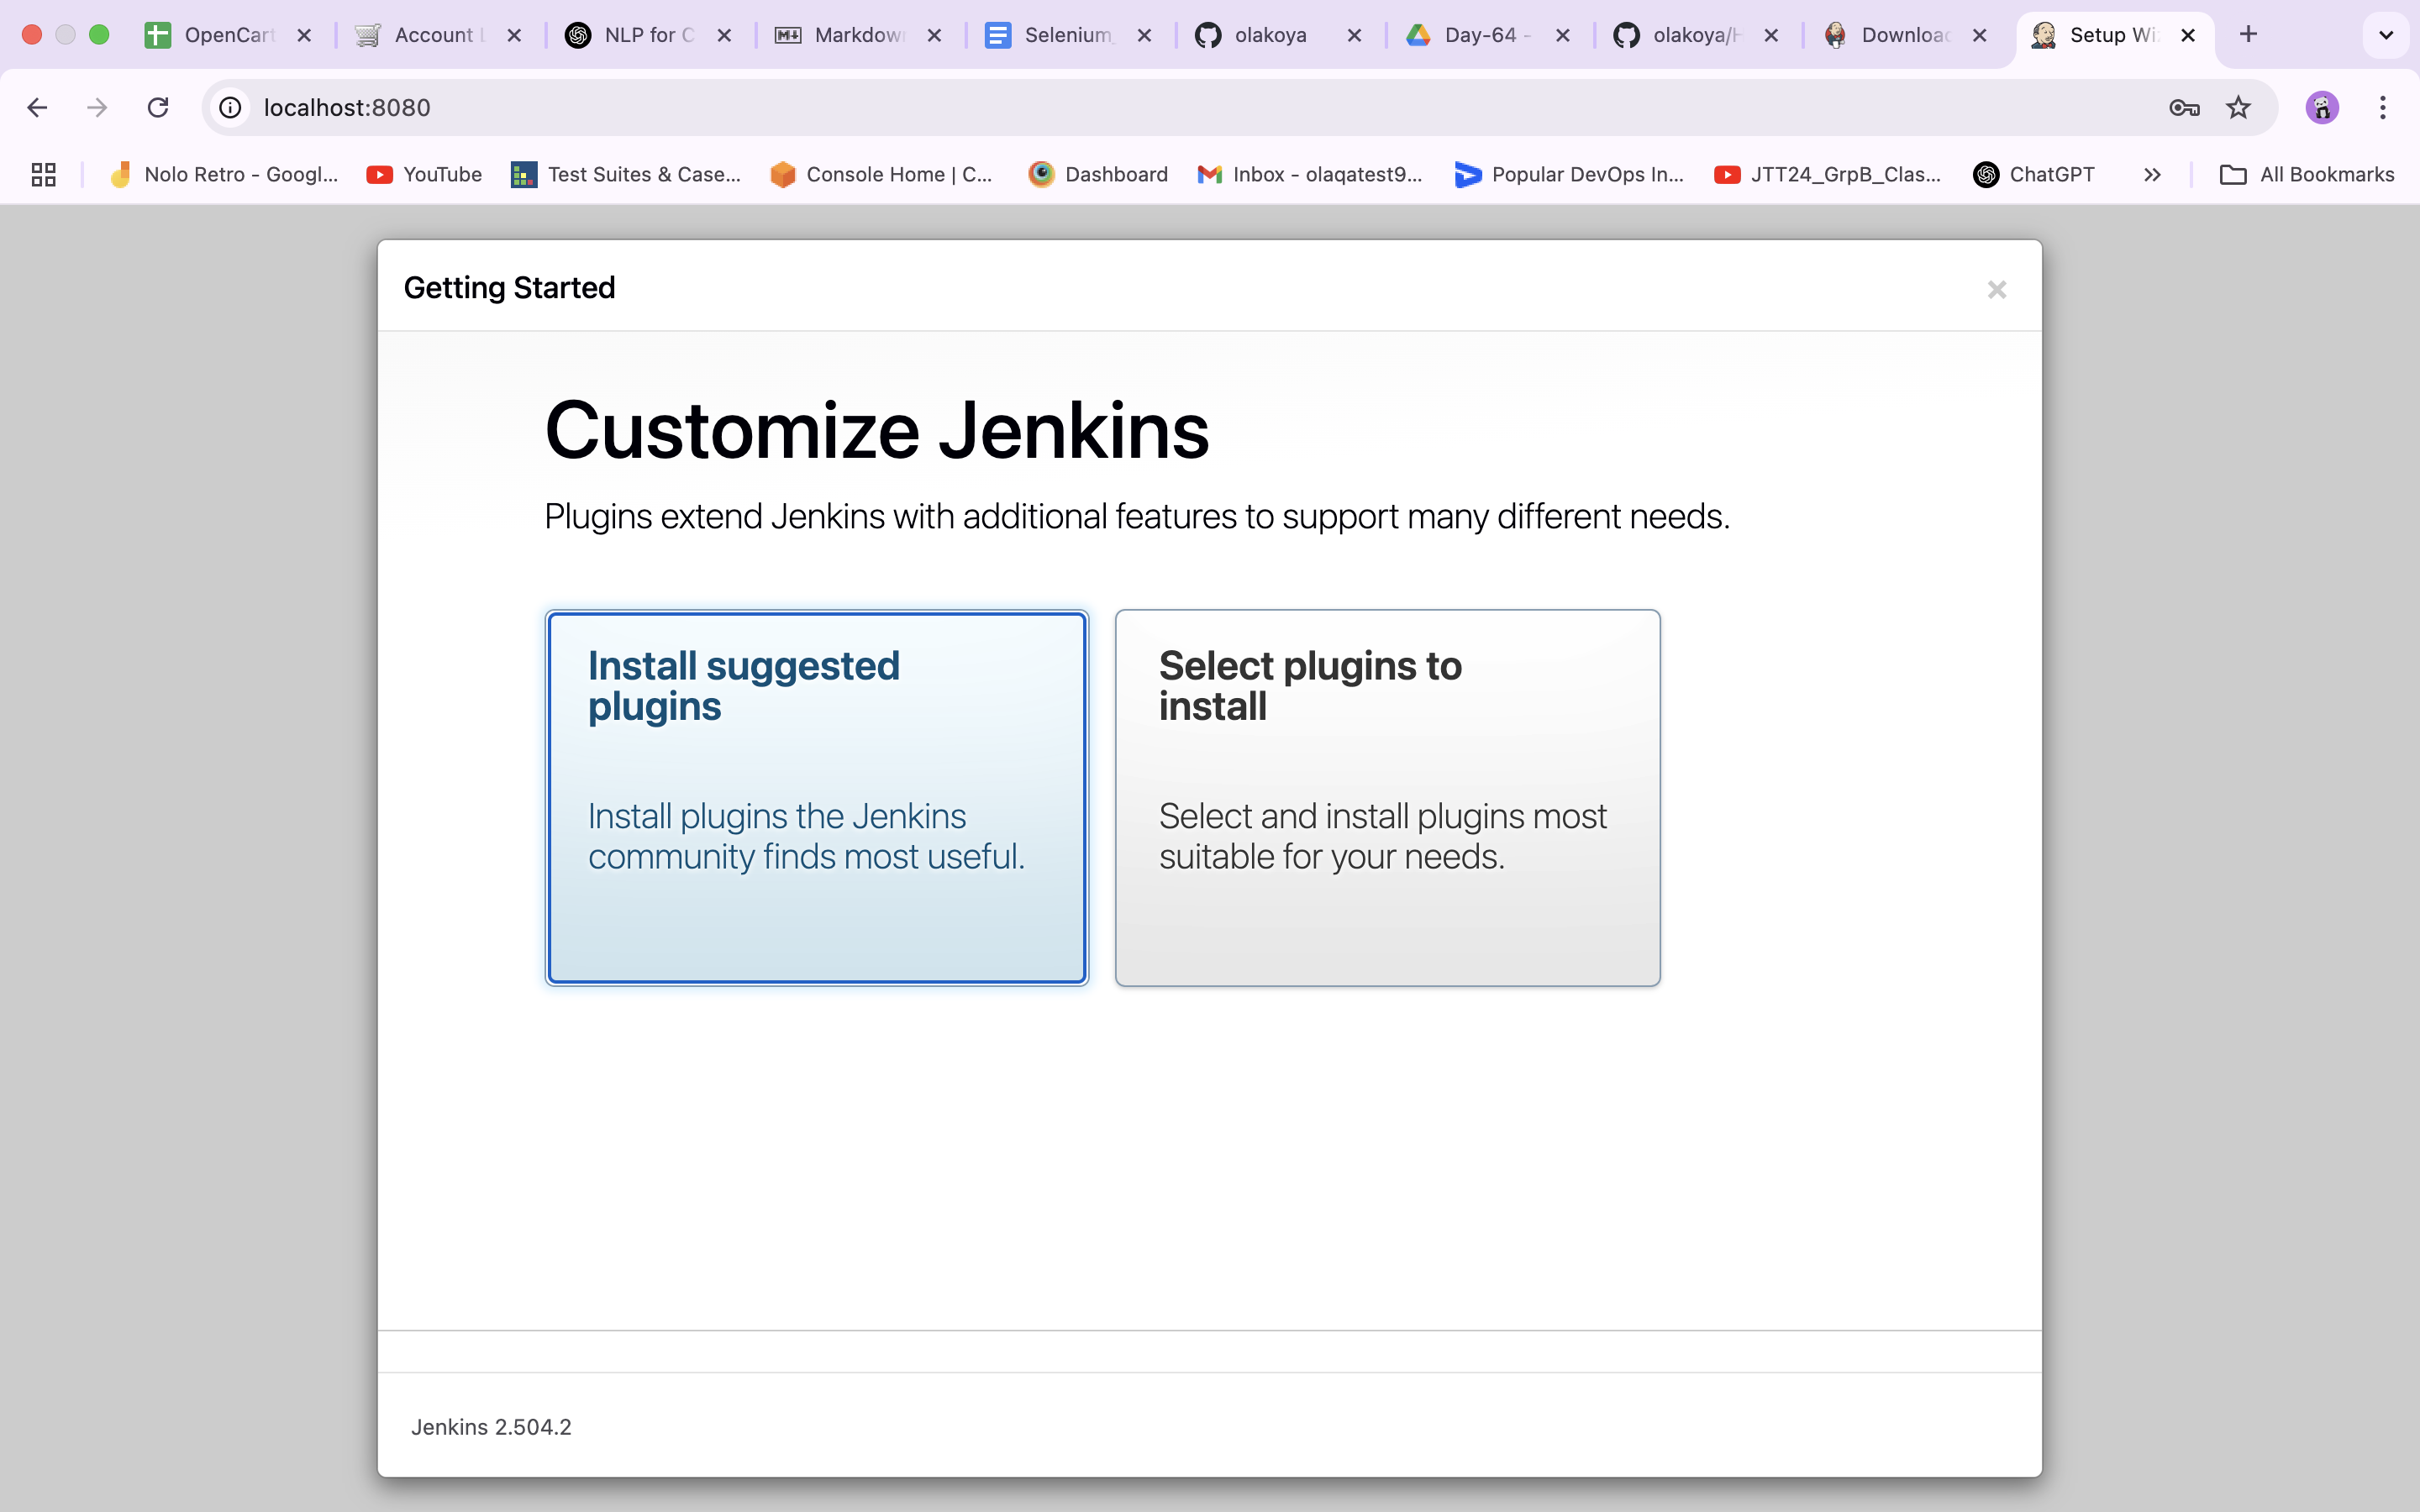 OpenCart
Account L
NLP for C
Markdow
Selenium_
olakoya
Day-64 -
olakoya/H
Downloa
Setup Wi
localhost:8080
Nolo Retro - Googl...
YouTube
Test Suites & Case...
Console Home | C...
Dashboard
Inbox - olaqatest9...
Popular DevOps In...
JTT24_GrpB_Clas...
ChatGPT
All Bookmarks
Getting Started
Customize Jenkins
Plugins extend Jenkins with additional features to support many different needs.
Install suggested
plugins
Install plugins the Jenkins
community finds most useful.
Select plugins to
install
Select and install plugins most
suitable for your needs.
Jenkins 2.504.2